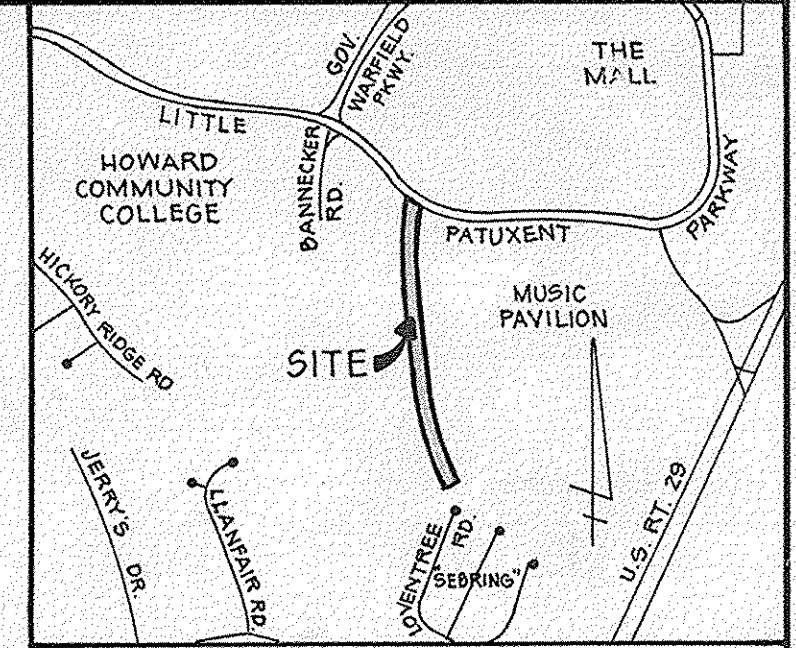 GOV.
WARFIELD
PKWY.
THE
MALL
LITTLE
HOWARD
COMMUNITY
COLLEGE
BANNECKER
RD.
PATUXENT
PARKWAY
HICKORY RIDGE RD
MUSIC
PAVILION
SITE
JERRY'S DR.
LLANFAIR RD.
LOVENTREE
RD.
"SEBRING"
U.S. RT. 29